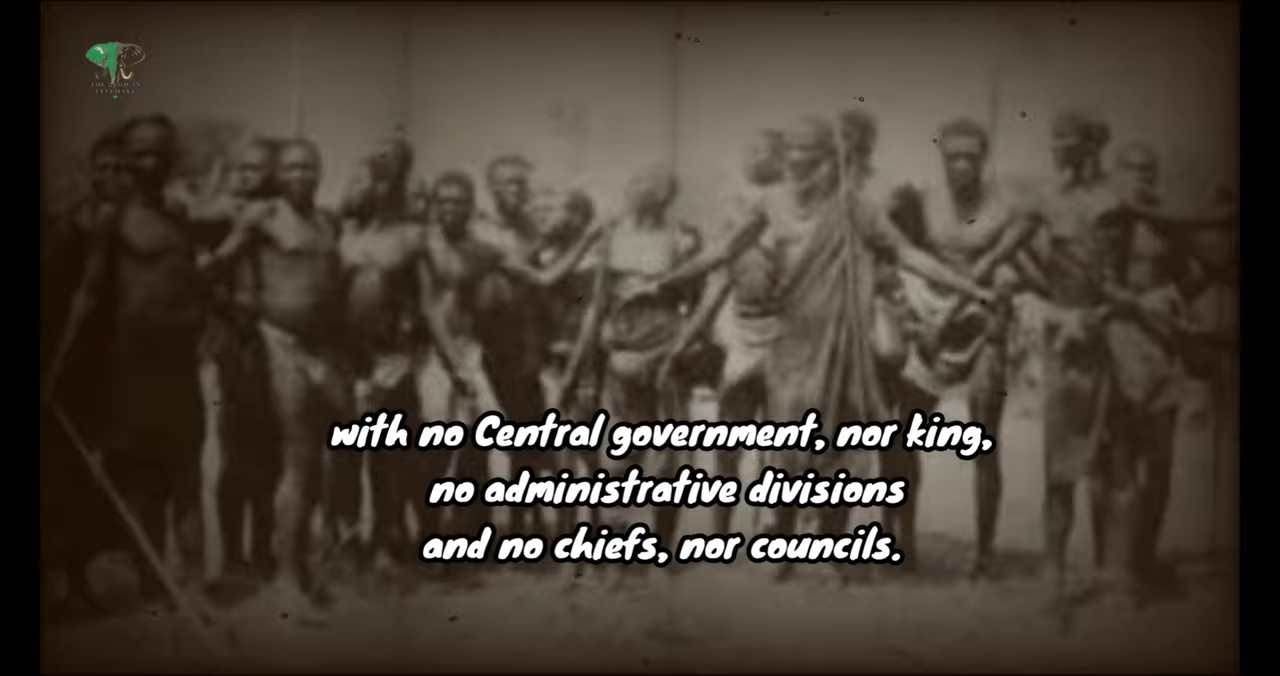 with no Central government, nor king,
no administrative divisions
and no chiefs, nor councils.